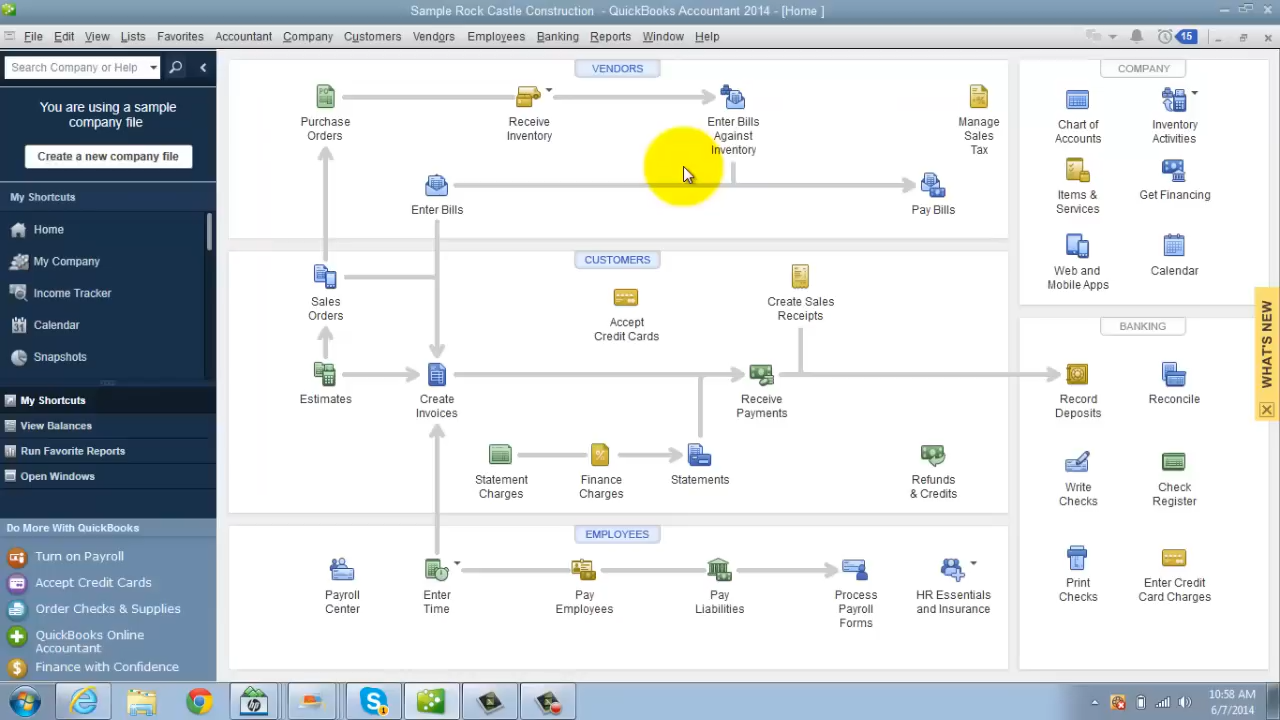 Sample Rock Castle Construction - QuickBooks Accountant 2014 - [Home ]
File Edit View Lists Favorites Accountant Company Customers Vendors Employees Banking Reports Window Help
15
Search Company or Help
You are using a sample
company file
Create a new company file
My Shortcuts
Home
My Company
Income Tracker
Calendar
Snapshots
My Shortcuts
View Balances
Run Favorite Reports
Open Windows
Do More With QuickBooks
Turn on Payroll
Accept Credit Cards
Order Checks & Supplies
QuickBooks Online
Accountant
Finance with Confidence
VENDORS
Purchase
Orders
Receive
Inventory
Enter Bills
Against
Inventory
Manage
Sales
Tax
Enter Bills
Pay Bills
CUSTOMERS
Sales
Orders
Accept
Credit Cards
Create Sales
Receipts
Estimates
Create
Invoices
Receive
Payments
Statement
Charges
Finance
Charges
Statements
Refunds
& Credits
EMPLOYEES
Payroll
Center
Enter
Time
Pay
Employees
Pay
Liabilities
Process
Payroll
Forms
HR Essentials
and Insurance
COMPANY
Chart of
Accounts
Inventory
Activities
Items &
Services
Get Financing
Web and
Mobile Apps
Calendar
BANKING
Record
Deposits
Reconcile
Write
Checks
Check
Register
Print
Checks
Enter Credit
Card Charges
WHAT'S NEW
10:58 AM
6/7/2014